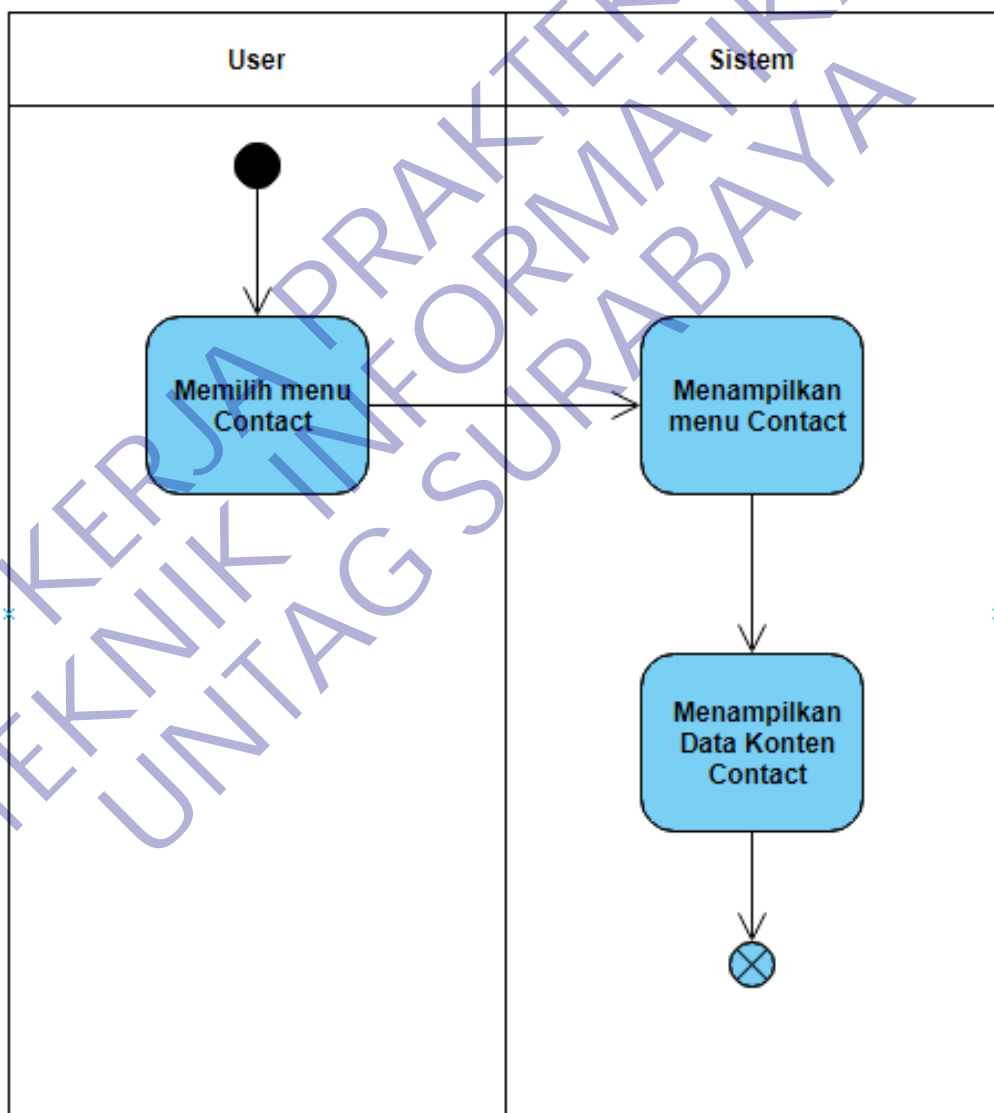 User
Sistem
Memilih menu
Contact
Menampilkan
menu Contact
Menampilkan
Data Konten
Contact
KERJA PRAKTEK
TEKNIK INFORMATIKA
UNTAG SURABAYA